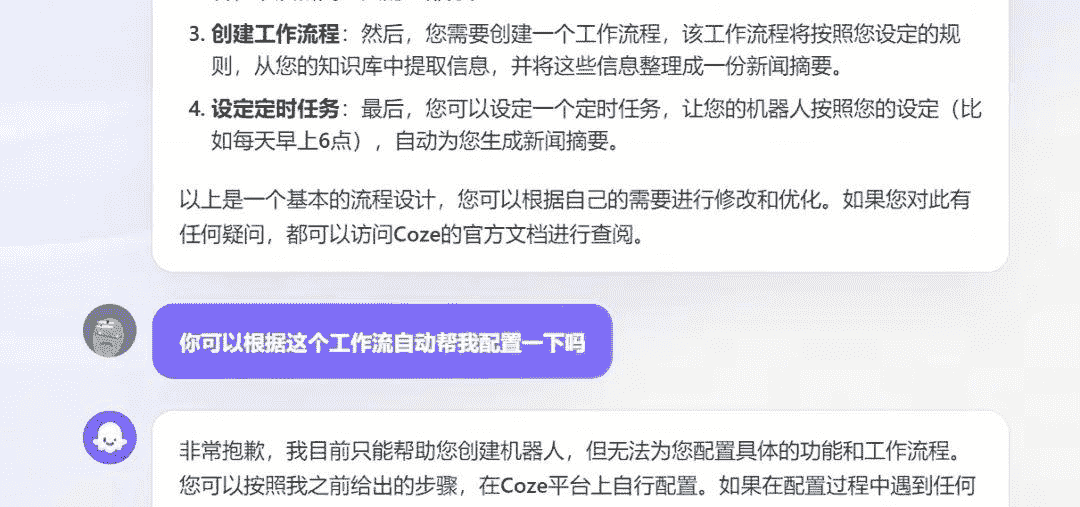 3. 创建工作流程：然后，您需要创建一个工作流程，该工作流程将按照您设定的规
则，从您的知识库中提取信息，并将这些信息整理成一份新闻摘要。
4. 设定定时任务：最后，您可以设定一个定时任务，让您的机器人按照您的设定（比
如每天早上6点），自动为您生成新闻摘要。
以上是一个基本的流程设计，您可以根据自己的需要进行修改和优化。如果您对此有
任何疑问，都可以访问Coze的官方文档进行查阅。
你可以根据这个工作流自动帮我配置一下吗
非常抱歉，我目前只能帮助您创建机器人，但无法为您配置具体的功能和工作流程。
您可以按照我之前给出的步骤，在Coze平台上自行配置。如果在配置过程中遇到任何